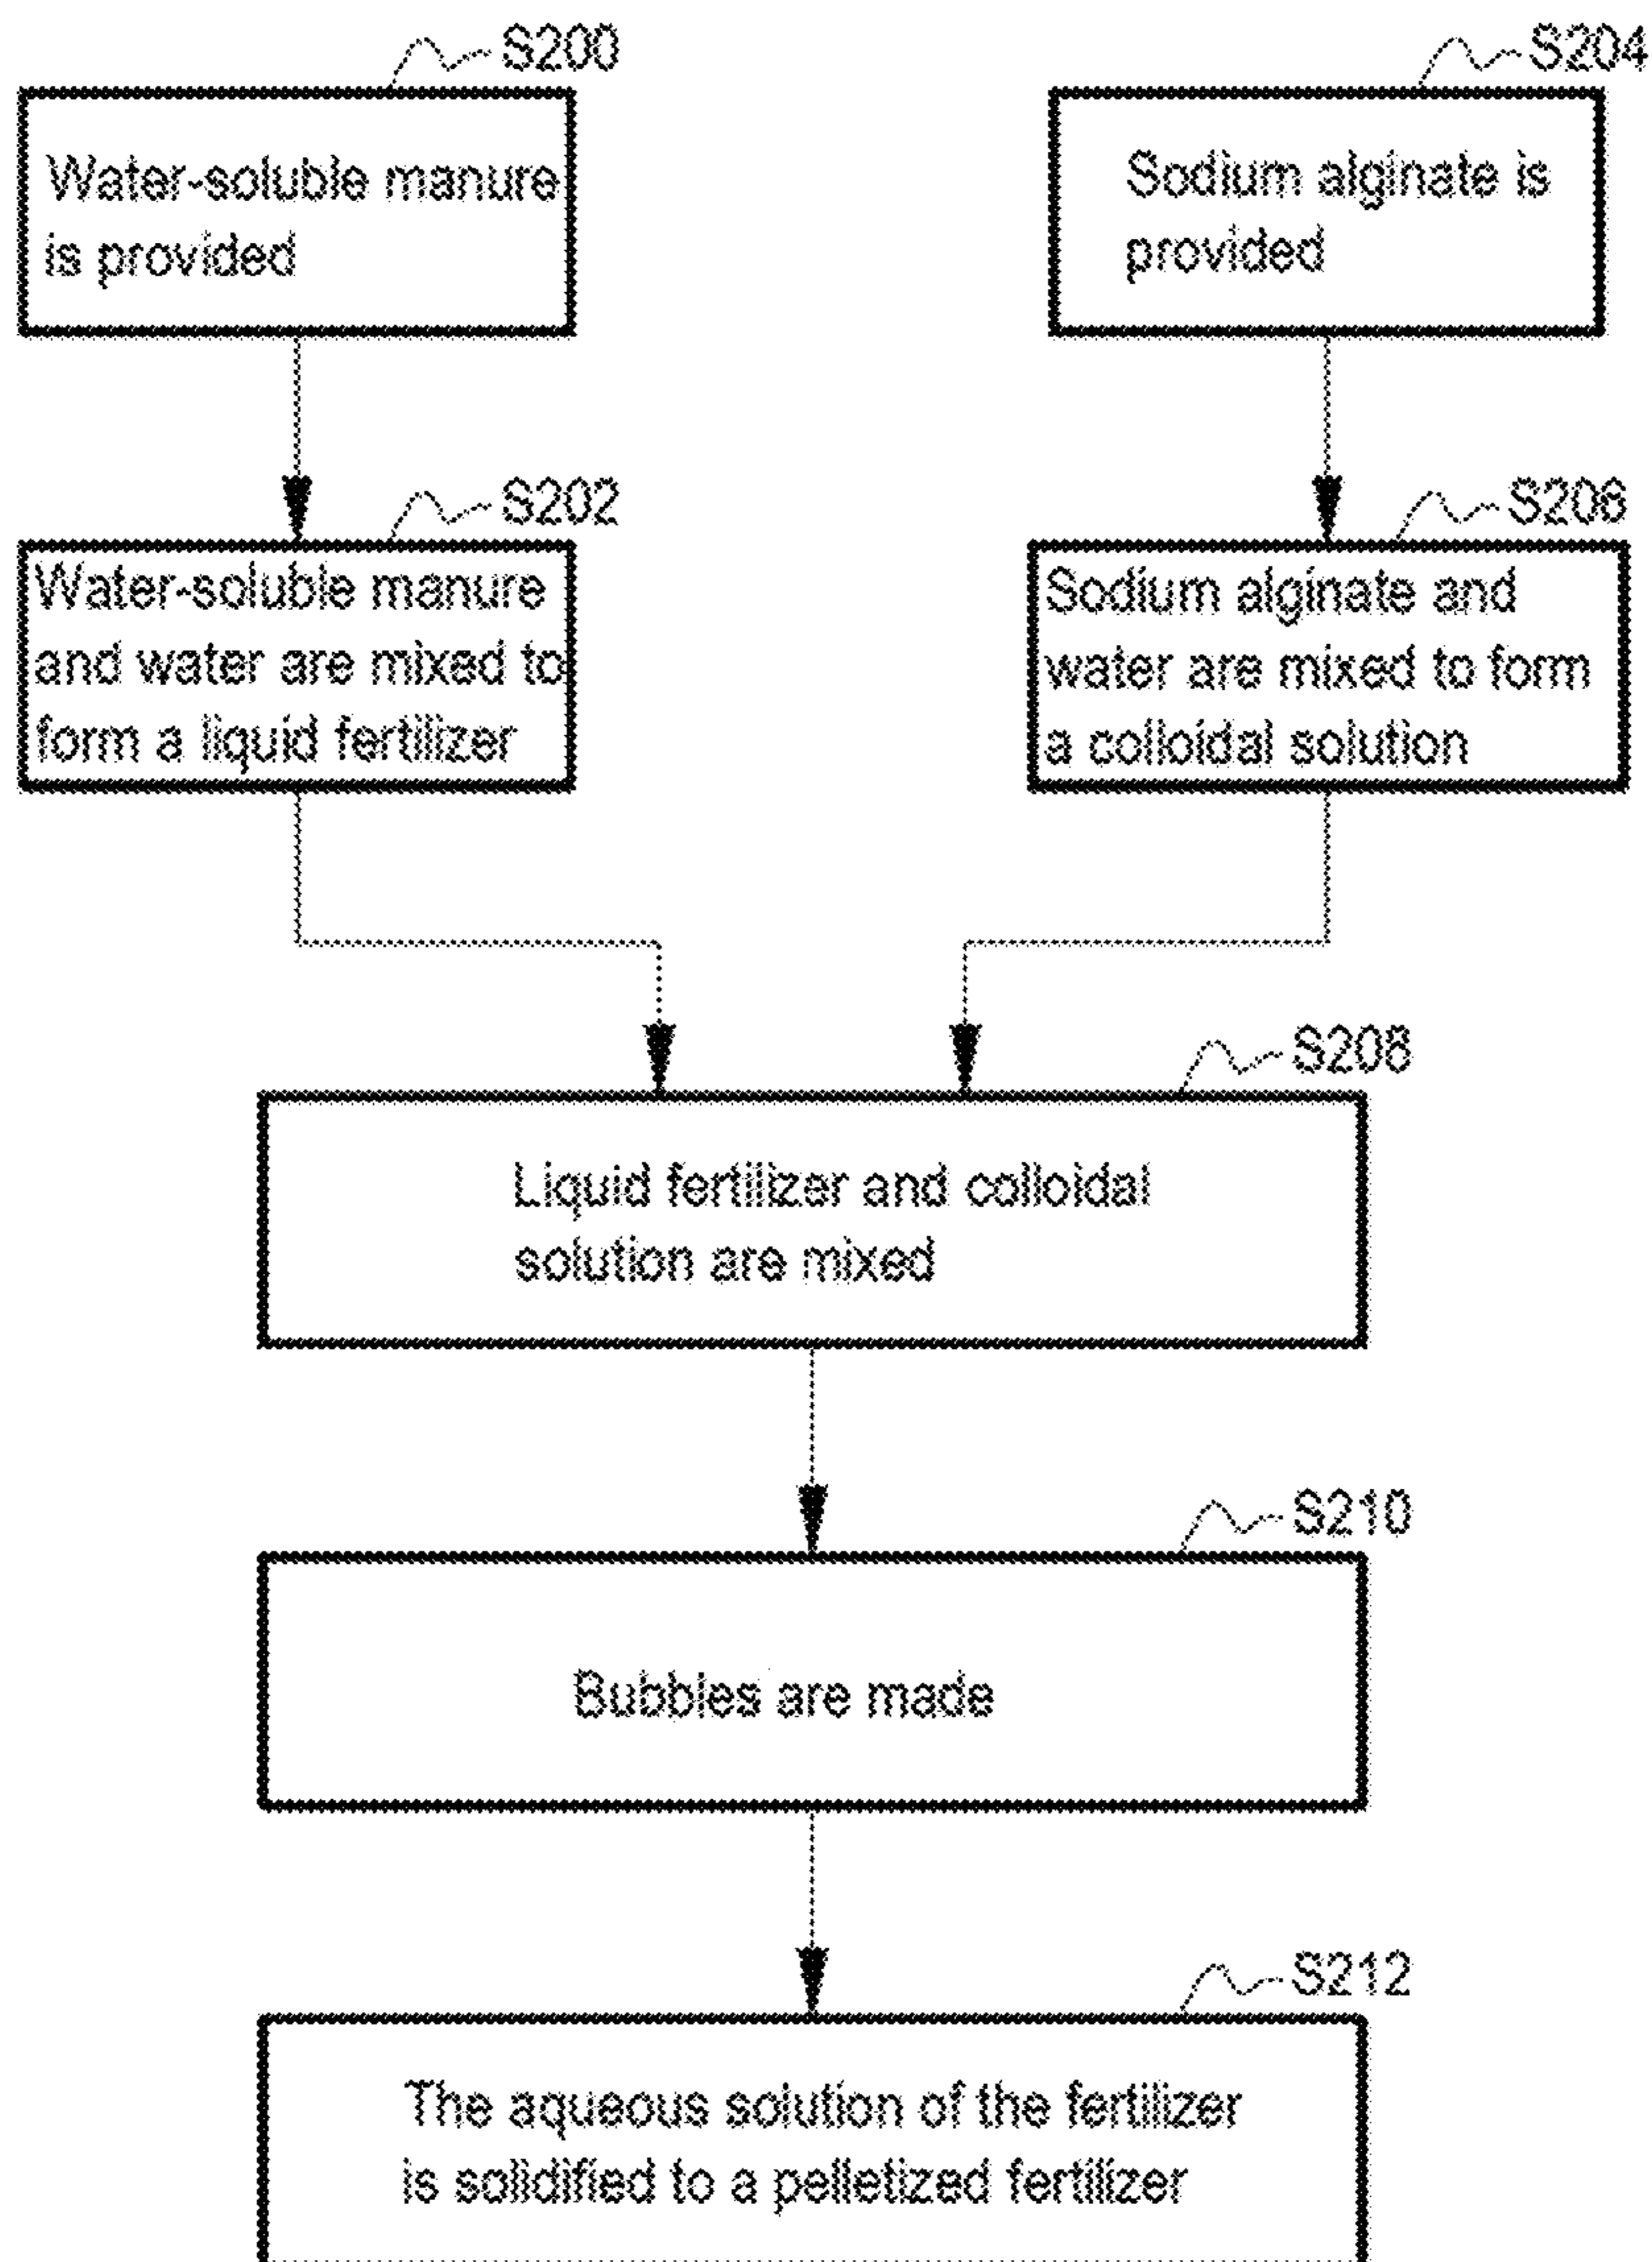 S200
Water-soluble manure
is provided
S204
Sodium alginate is
provided
S202
Water-soluble manure
and water are mixed to
form a liquid fertilizer
S206
Sodium alginate and
water are mixed to form
a colloidal solution
S208
Liquid fertilizer and colloidal
solution are mixed
S210
Bubbles are made
S212
The aqueous solution of the fertilizer
is solidified to a pelletized fertilizer